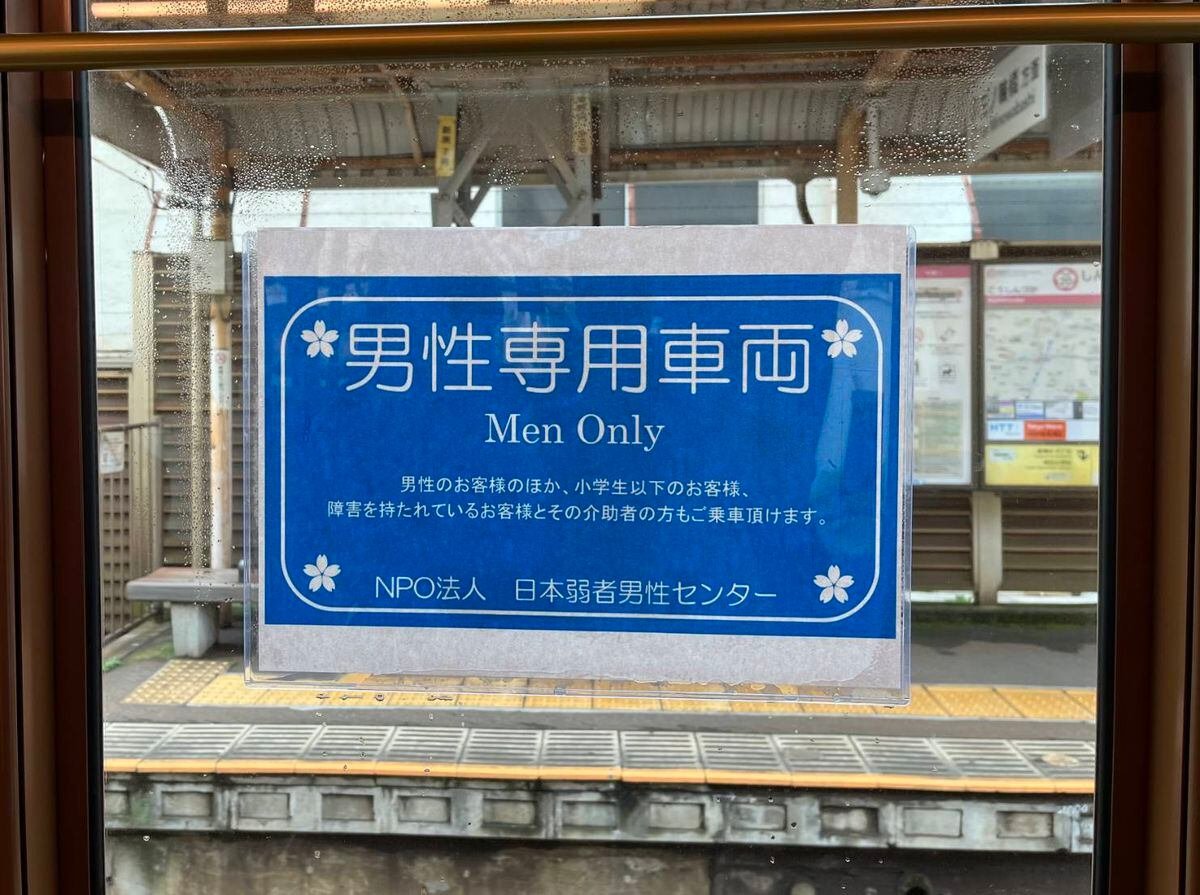 男性専用車両
Men Only
男性のお客様のほか、小学生以下のお客様、
障害を持たれているお客様とその介助者の方もご乗車頂けます。
NPO法人 日本弱者男性センター
NTT